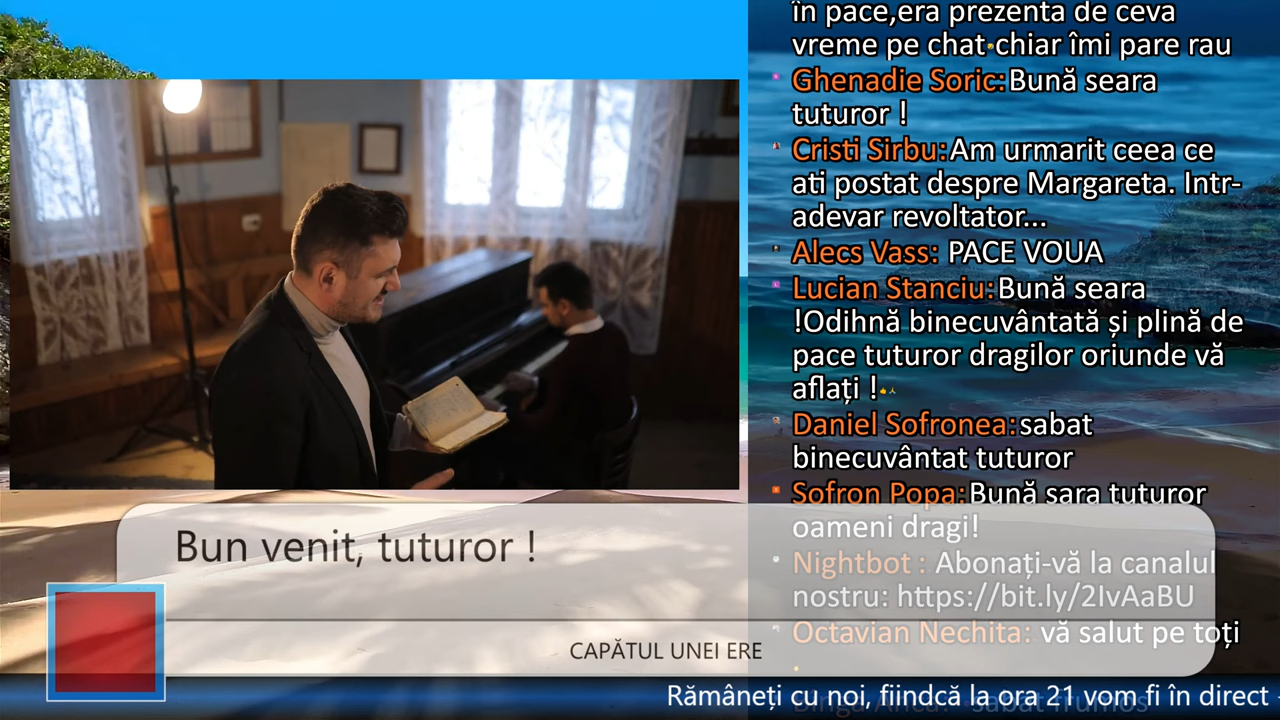 în pace,era prezenta de ceva
vreme pe chat chiar îmi pare rau
Ghenadie Soric: Bună seara
tuturor !
Cristi Sirbu: Am urmarit ceea ce
ati postat despre Margareta. Intr-
adevar revoltator...
Alecs Vass: PACE VOUA
Lucian Stanciu: Bună seara
!Odihnă binecuvântată și plină de
pace tuturor dragilor oriunde vă
aflați !
Daniel Sofronea: sabat
binecuvântat tuturor
Sofron Popa: Bună sara tuturor
oameni dragi!
Nightbot : Abonați-vă la canalul
nostru: https://bit.ly/2IvAaBU
Octavian Nechita: vă salut pe toți
.
Bun venit, tuturor !
CAPĂTUL UNEI ERE
Rămâneți cu noi, fiindcă la ora 21 vom fi în direct